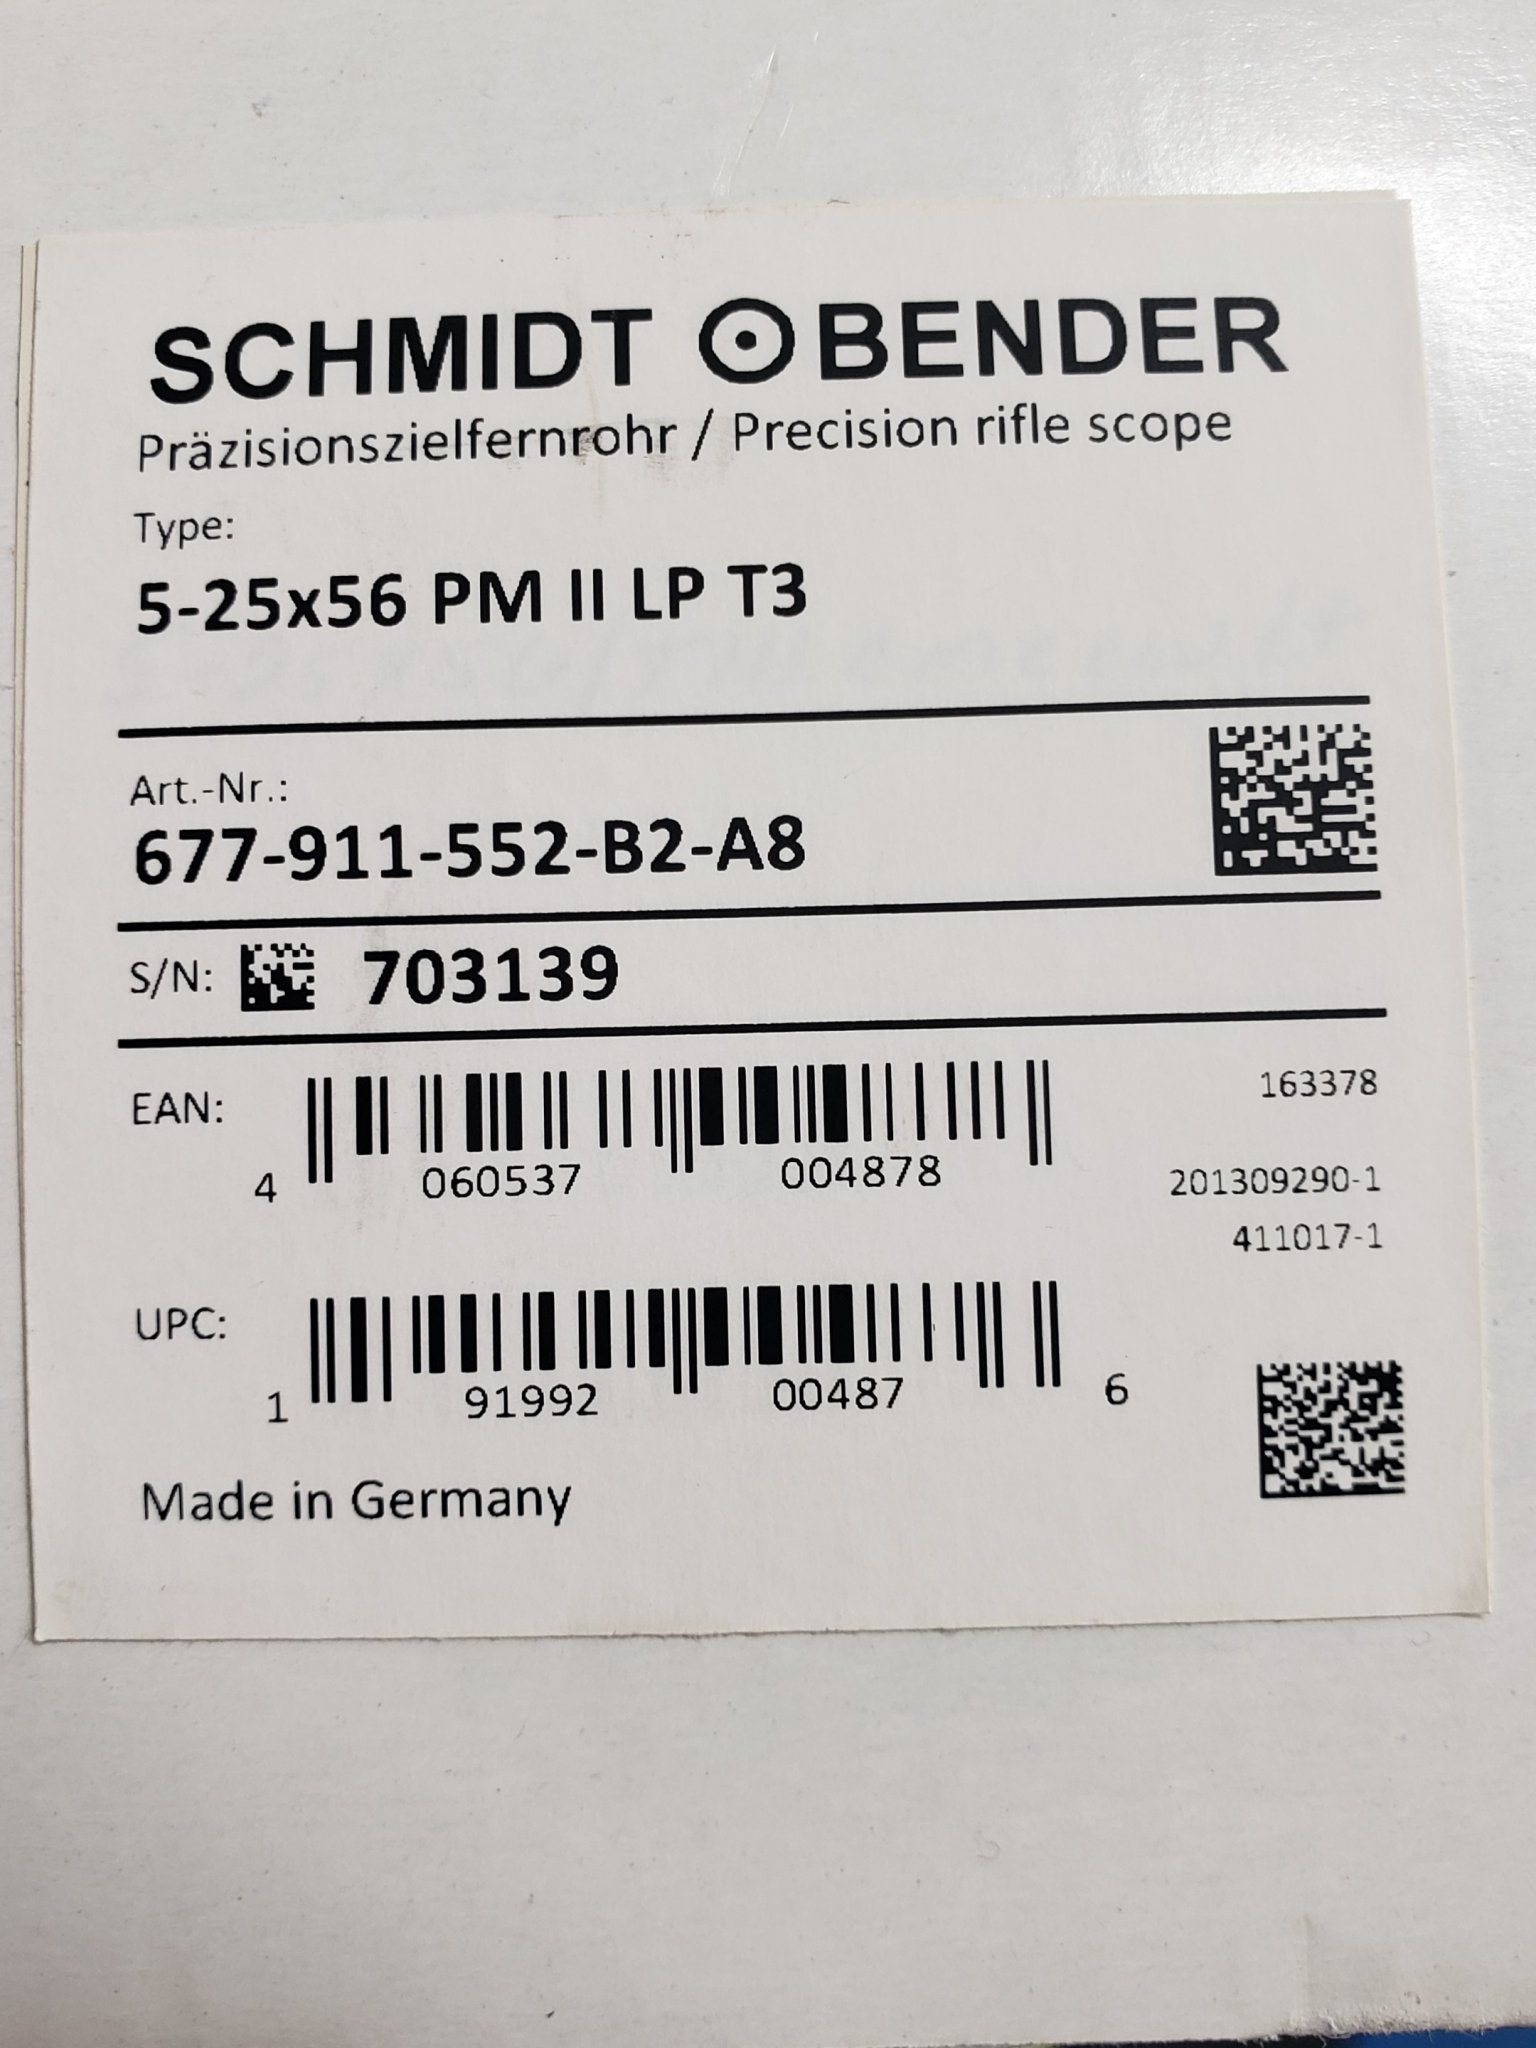 SCHMIDT BENDER
Präzisionszielfernrohr / Precision rifle scope
Type:
5-25x56 PM II LP T3
Art.-Nr.:
677-911-552-B2-A8
S/N: 703139
EAN:
163378
4 060537 004878
201309290-1
411017-1
UPC:
1 91992 00487 6
Made in Germany